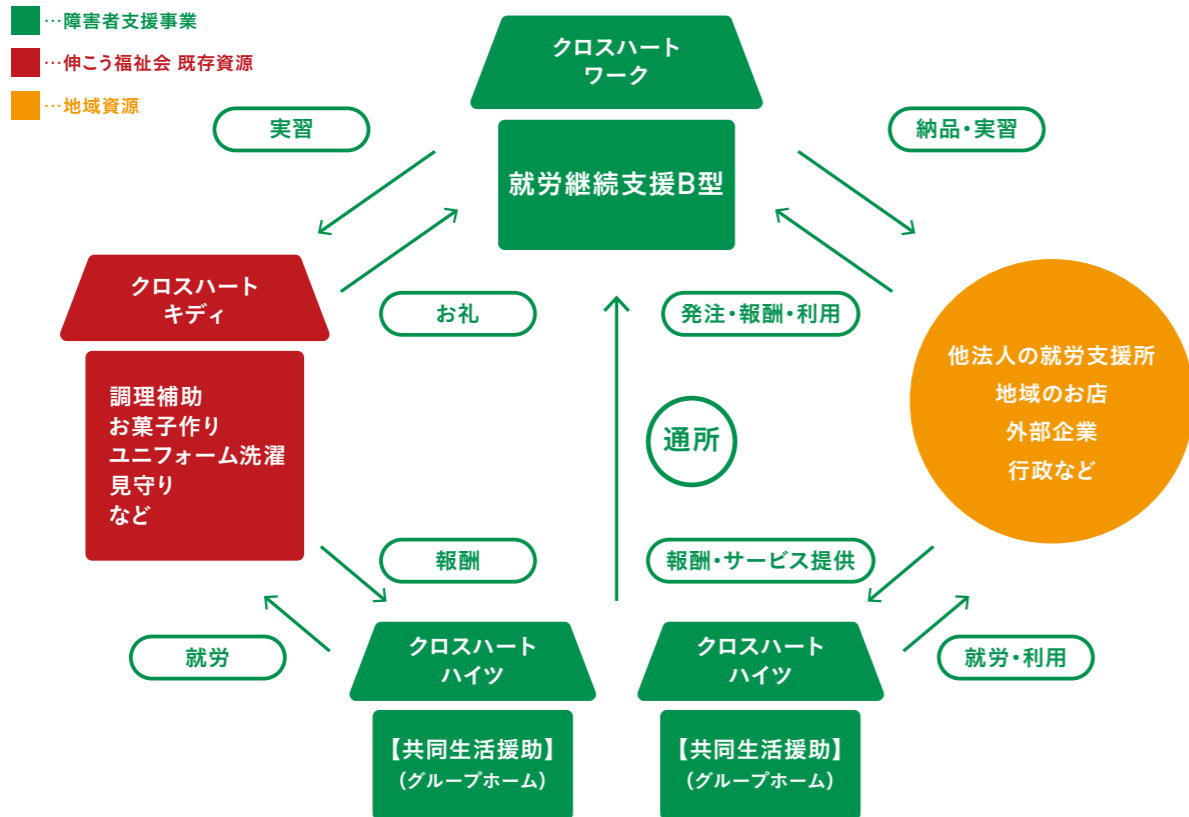 …障害者支援事業
…伸こう福祉会 既存資源
…地域資源
クロスハート
ワーク
就労継続支援B型
実習
納品・実習
クロスハート
キディ
調理補助
お菓子作り
ユニフォーム洗濯
見守り
など
お礼
発注・報酬・利用
他法人の就労支援所
地域のお店
外部企業
行政など
通所
報酬
報酬・サービス提供
就労
就労・利用
クロスハート
ハイツ
【共同生活援助】
(グループホーム)
クロスハート
ハイツ
【共同生活援助】
(グループホーム)